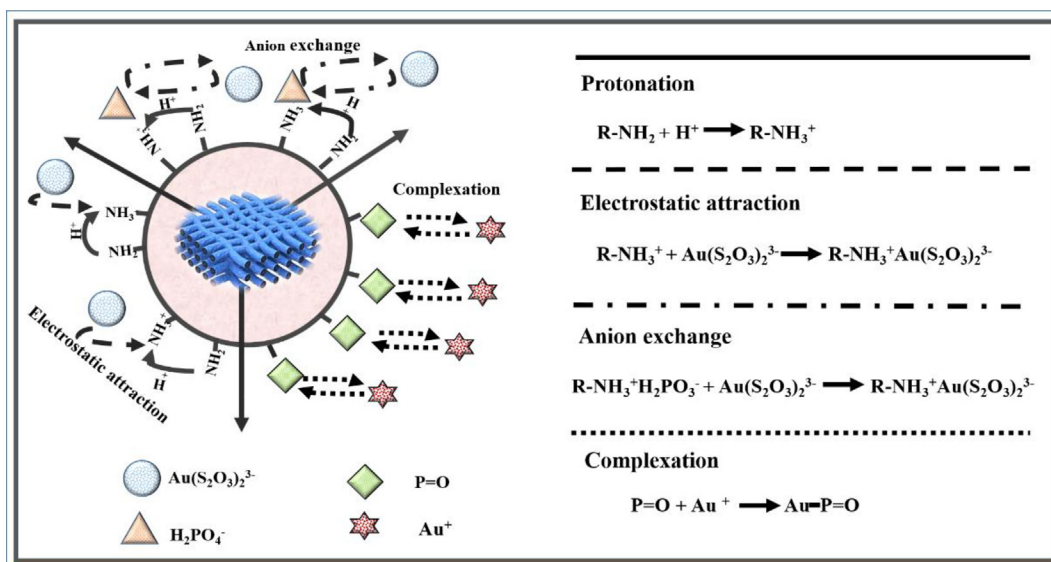 Anion exchange
H⁺
NH₂
NH₃⁺
NH₃
H⁺
NH₂
NH₃
H⁺
NH₂
Complexation
Electrostatic attraction
NH₃⁺
H⁺
NH₂
Au(S₂O₃)₂³⁻
P=O
H₂PO₄⁻
Au⁺
Protonation
R-NH₂ + H⁺ → R-NH₃⁺
Electrostatic attraction
R-NH₃⁺ + Au(S₂O₃)₂³⁻ → R-NH₃⁺Au(S₂O₃)₂³⁻
Anion exchange
R-NH₃⁺H₂PO₃⁻ + Au(S₂O₃)₂³⁻ → R-NH₃⁺Au(S₂O₃)₂³⁻
Complexation
P=O + Au ⁺ → Au-P=O